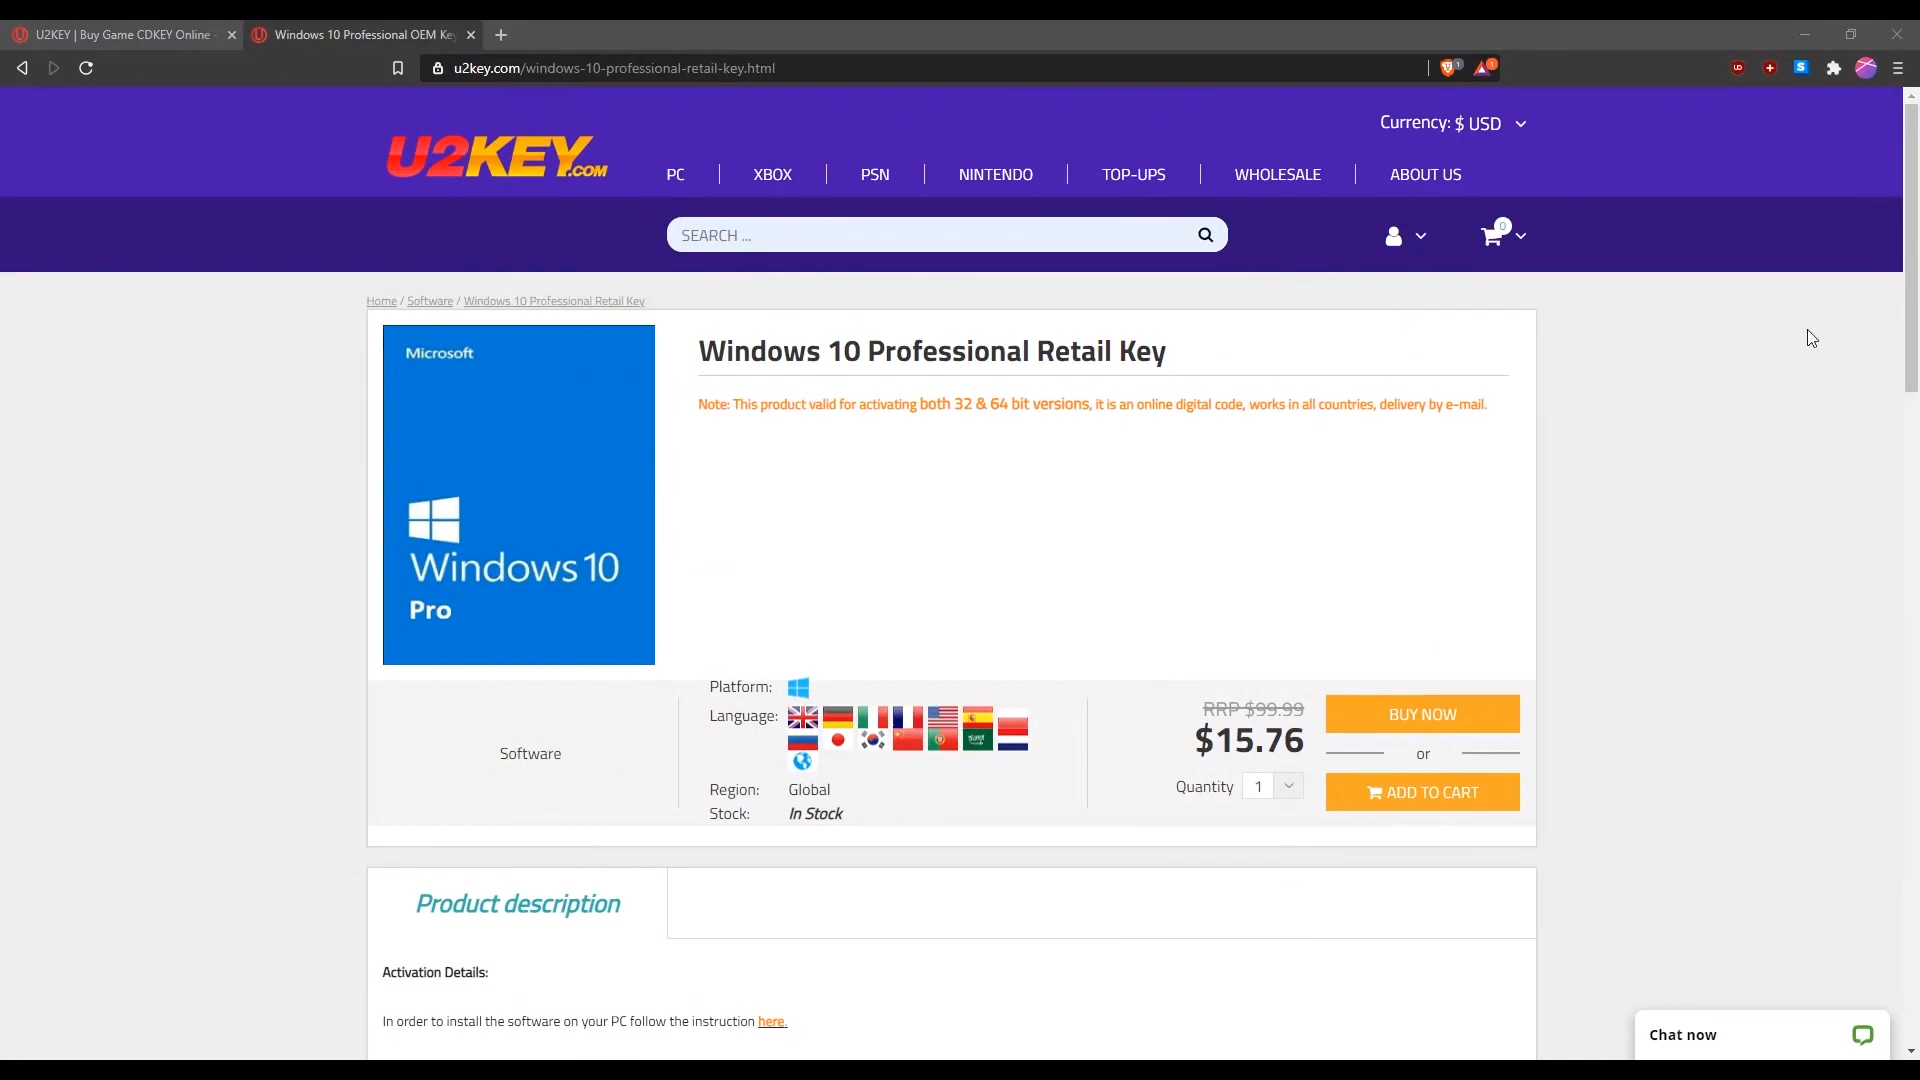 U2KEY | Buy Game CDKEY Online -
Windows 10 Professional OEM Ke
u2key.com/windows-10-professional-retail-key.html
1
1
Currency: $ USD
U2KEY.COM
PC
XBOX
PSN
NINTENDO
TOP-UPS
WHOLESALE
ABOUT US
SEARCH ...
0
Home / Software / Windows 10 Professional Retail Key
Microsoft
Windows 10
Pro
Windows 10 Professional Retail Key
Note: This product valid for activating both 32 & 64 bit versions, it is an online digital code, works in all countries, delivery by e-mail.
Software
Platform:
Language:
Region: Global
Stock: In Stock
RRP $99.99
$15.76
Quantity 1
BUY NOW
or
ADD TO CART
Product description
Activation Details:
In order to install the software on your PC follow the instruction here.
Chat now